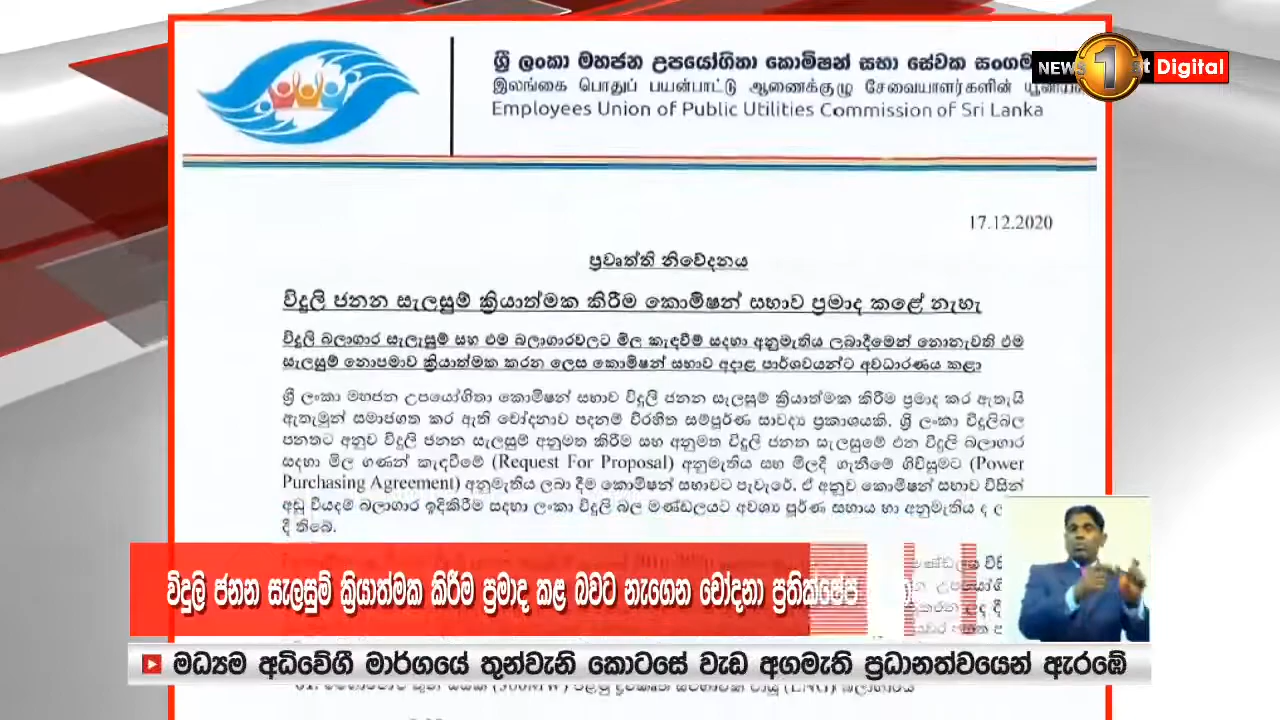 ශ්‍රී ලංකා මහජන උපයෝගිතා කොමිෂන් සභා සේවක සංගම
இலங்கை பொதுப் பயன்பாட்டு ஆணைக்குழு சேவையாளர்களின்
Employees Union of Public Utilities Commission of Sri Lanka
NEWS 1st Digital
17.12.2020
ප්‍රවෘත්ති නිවේදනය
විදුලි ජනන සැලසුම් ක්‍රියාත්මක කිරීම කොමිෂන් සභාව ප්‍රමාද කළේ නැහැ
විදුලි බලාගාර සැලැසුම් සහ එම බලාගාරවලට මිල කැඳවීම් සඳහා අනුමැතිය ලබාදීමෙන් නොනැවතී එම
සැලසුම් නොපමාව ක්‍රියාත්මක කරන ලෙස කොමිෂන් සභාව අදාළ පාර්ශවයන්ට අවධාරණය කළා
ශ්‍රී ලංකා මහජන උපයෝගිතා කොමිෂන් සභාව විදුලි ජනන සැලසුම් ක්‍රියාත්මක කිරීම ප්‍රමාද කර ඇතැයි
ඇතැමුන් සමාජගත කර ඇති චෝදනාව පදනම් විරහිත සම්පූර්ණ සාවද්‍ය ප්‍රකාශයකි. ශ්‍රී ලංකා විදුලිබල
පනතට අනුව විදුලි ජනන සැලසුම් අනුමත කිරීම සහ අනුමත විදුලි ජනන සැලසුමේ එන විදුලි බලාගාර
සඳහා මිල ගණන් කැඳවීමේ (Request For Proposal) අනුමැතිය සහ මිලදී ගැනීමේ ගිවිසුමට (Power
Purchasing Agreement) අනුමැතිය ලබා දීම කොමිෂන් සභාවට පැවැරේ. ඒ අනුව කොමිෂන් සභාව විසින්
අඩු වියදම් බලාගාර ඉදිකිරීම සඳහා ලංකා විදුලි බල මණ්ඩලයට අවශ්‍ය පූර්ණ සහාය හා අනුමැතිය ද
දී තිබේ.
විදුලි ජනන සැලසුම් ක්‍රියාත්මක කිරීම ප්‍රමාද කළ බවට නැගෙන චෝදනා ප්‍රතික්ෂේප
මධ්‍යම අධිවේගී මාර්ගයේ තුන්වැනි කොටසේ වැඩ අගමැති ප්‍රධානත්වයෙන් ඇරඹේ